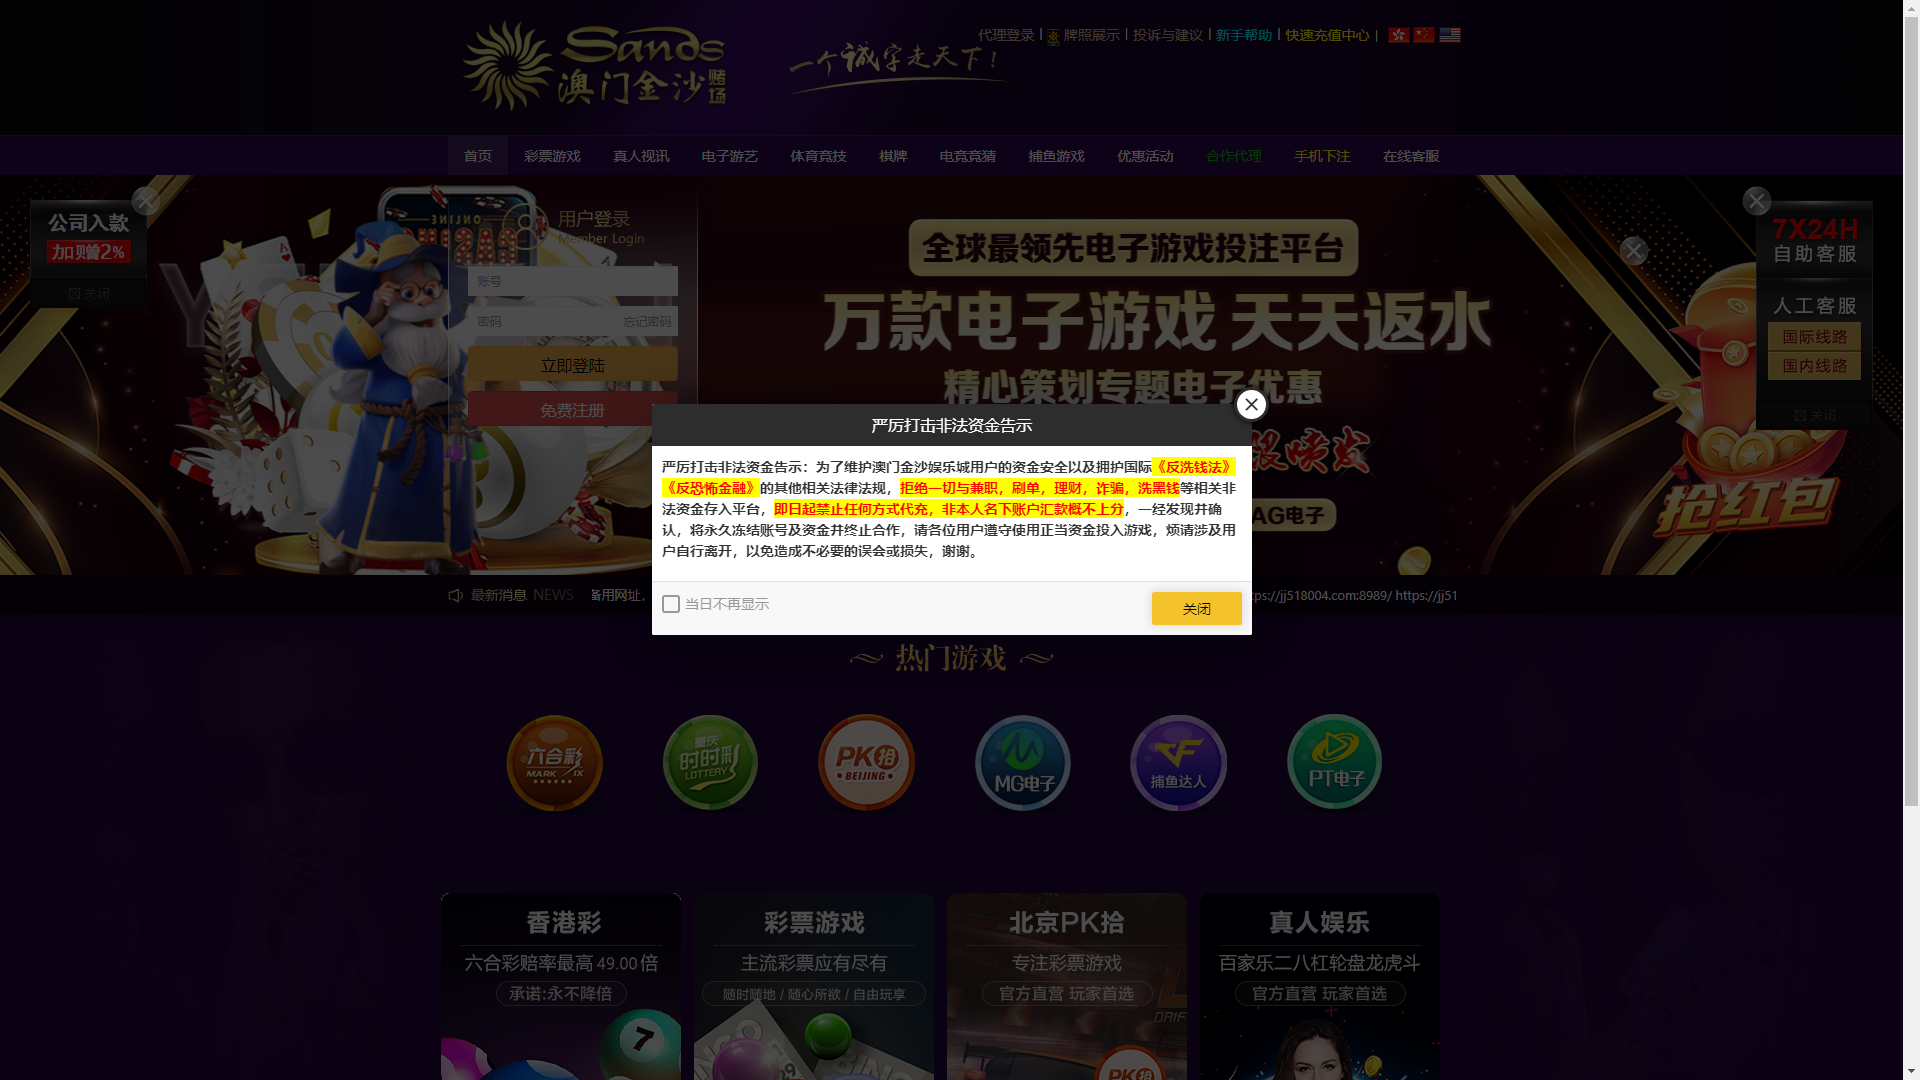 Sands
澳门金沙赌场
一个诚字走天下！
代理登录 | 牌照展示 | 投诉与建议 | 新手帮助 | 快速充值中心 |
首页 彩票游戏 真人视讯 电子游艺 体育竞技 棋牌 电竞竞猜 捕鱼游戏 优惠活动 合作代理 手机下注 在线客服
公司入款
加赠2%
关闭
用户登录
Member Login
账号
密码 忘记密码
立即登陆
免费注册
全球最领先电子游戏投注平台
万款电子游戏 天天返水
精心策划专题电子优惠
AG电子
7X24H
自助客服
人工客服
国际线路
国内线路
关闭
抢红包
严厉打击非法资金告示
严厉打击非法资金告示：为了维护澳门金沙娱乐城用户的资金安全以及拥护国际《反洗钱法》
《反恐怖金融》的其他相关法律法规，拒绝一切与兼职，刷单，理财，诈骗，洗黑钱等相关非
法资金存入平台，即日起禁止任何方式代充，非本人名下账户汇款概不上分，一经发现并确
认，将永久冻结账号及资金并终止合作，请各位用户遵守使用正当资金投入游戏，烦请涉及用
户自行离开，以免造成不必要的误会或损失，谢谢。
当日不再显示
关闭
最新消息 NEWS 备用网址， ps://jj518004.com:8989/ https://jj51
热门游戏
六合彩
MARK SIX
重庆
时时彩
LOTTERY
PK拾
BEIJING
MG电子
捕鱼达人
PT电子
香港彩
六合彩赔率最高 49.00 倍
承诺:永不降倍
7
彩票游戏
主流彩票应有尽有
随时随地 / 随心所欲 / 自由玩享
北京PK拾
专注彩票游戏
官方直营 玩家首选
DRIF
PK拾
真人娱乐
百家乐二八杠轮盘龙虎斗
官方直营 玩家首选